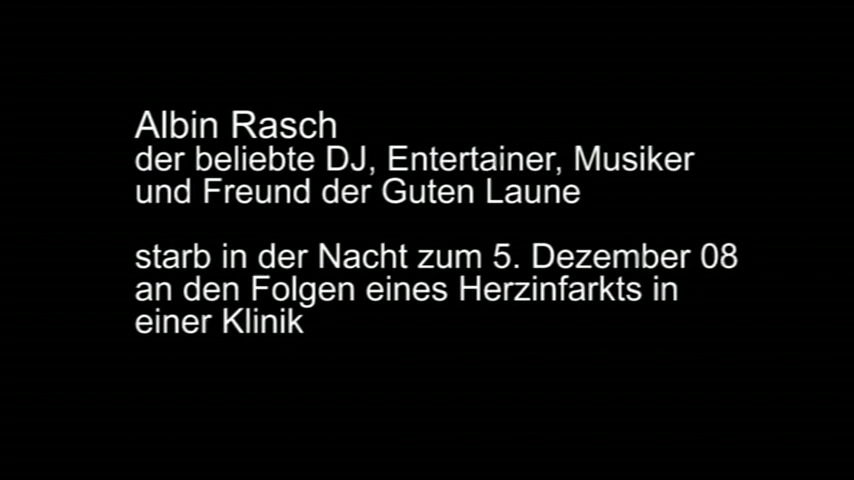 Albin Rasch
der beliebte DJ, Entertainer, Musiker
und Freund der Guten Laune
starb in der Nacht zum 5. Dezember 08
an den Folgen eines Herzinfarkts in
einer Klinik